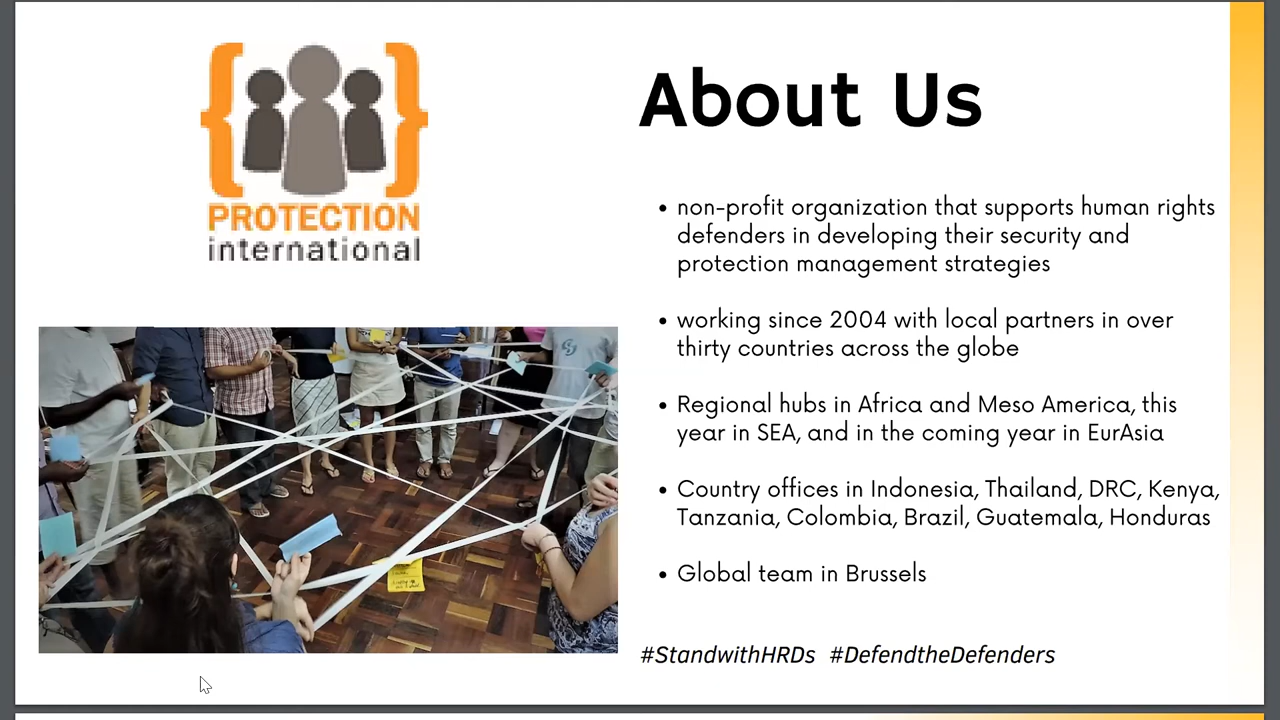 PROTECTION
international
About Us
• non-profit organization that supports human rights
defenders in developing their security and
protection management strategies
• working since 2004 with local partners in over
thirty countries across the globe
• Regional hubs in Africa and Meso America, this
year in SEA, and in the coming year in EurAsia
• Country offices in Indonesia, Thailand, DRC, Kenya,
Tanzania, Colombia, Brazil, Guatemala, Honduras
• Global team in Brussels
#StandwithHRDs #DefendtheDefenders